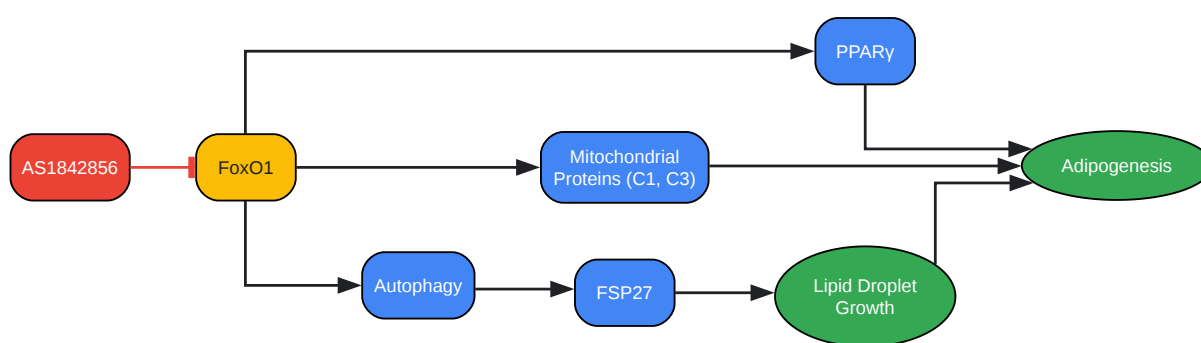 PPARγ
AS1842856
FoxO1
Mitochondrial
Proteins (C1, C3)
Adipogenesis
Autophagy
FSP27
Lipid Droplet
Growth